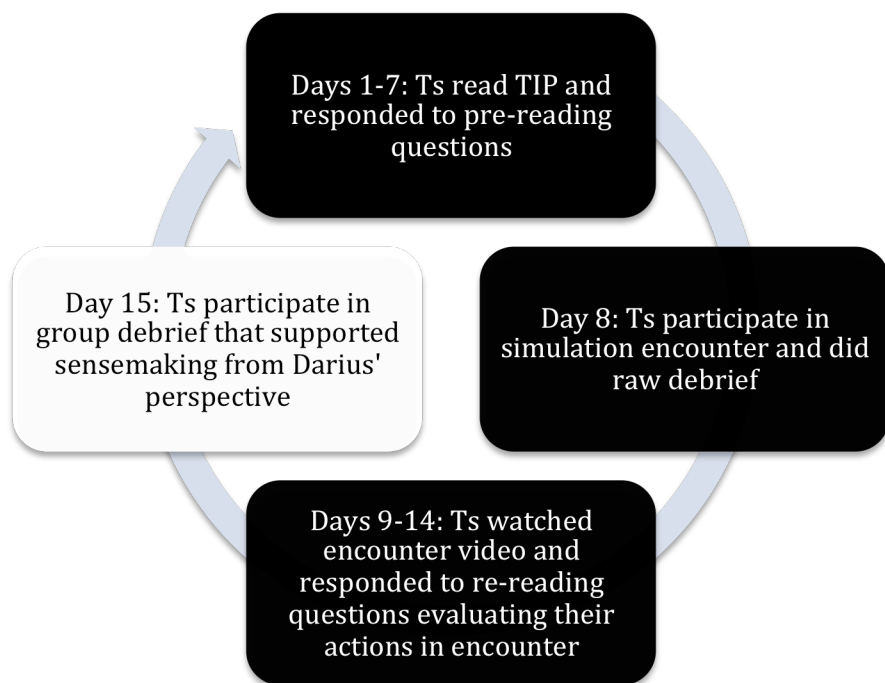 Days 1-7: Ts read TIP and
responded to pre-reading
questions
Day 8: Ts participate in
simulation encounter and did
raw debrief
Days 9-14: Ts watched
encounter video and
responded to re-reading
questions evaluating their
actions in encounter
Day 15: Ts participate in
group debrief that supported
sensemaking from Darius'
perspective